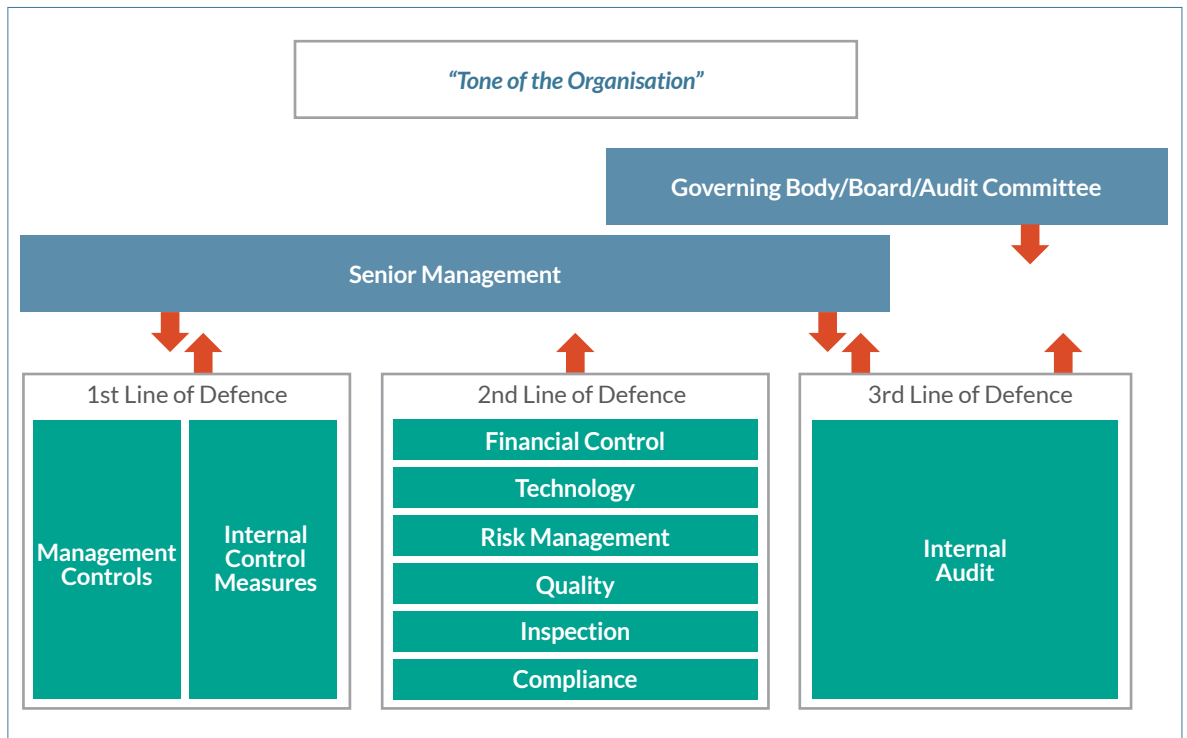 “Tone of the Organisation”
Governing Body/Board/Audit Committee
Senior Management
1st Line of Defence
Management
Controls
Internal
Control
Measures
2nd Line of Defence
Financial Control
Technology
Risk Management
Quality
Inspection
Compliance
3rd Line of Defence
Internal
Audit